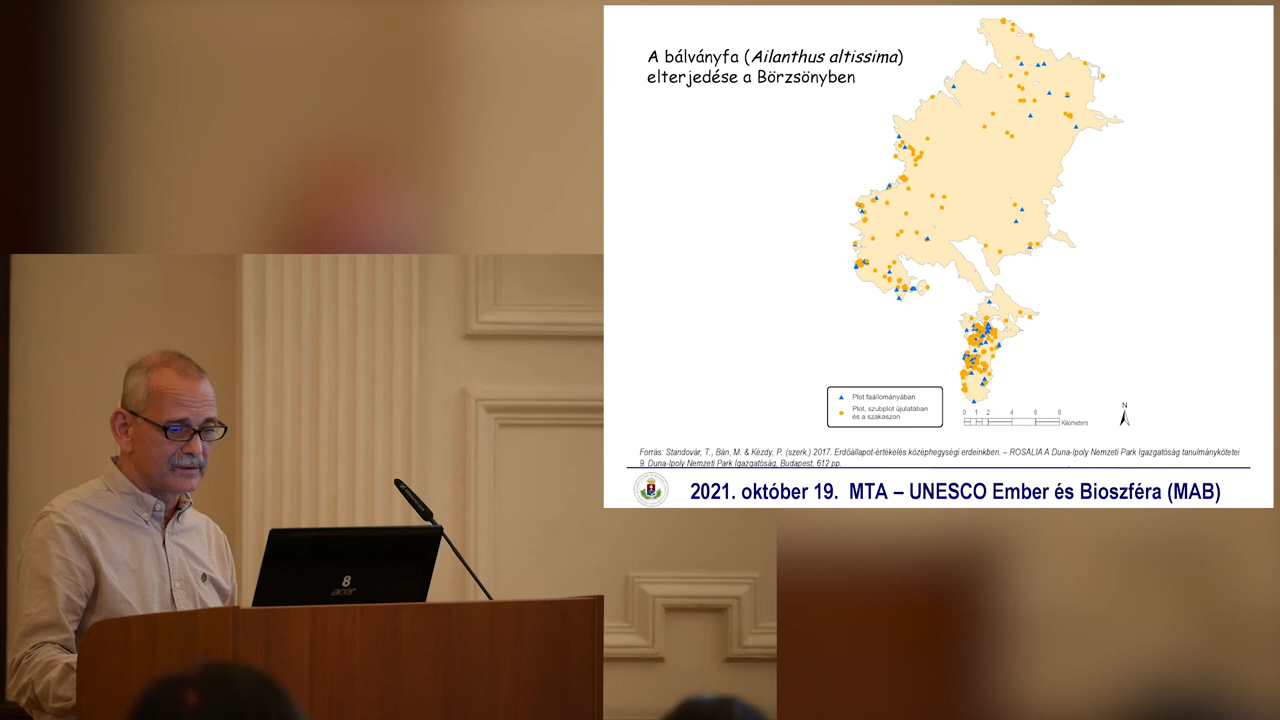 A bálványfa (Ailanthus altissima)
elterjedése a Börzsönyben
Plot faállományában
Plot, szubplot újulatában
és a szakaszon
0 1 2 4 6 8
Kilometers
N
Forrás: Standovár, T., Bán, M. & Kézdy, P. (szerk.) 2017. Erdőállapot-értékelés középhegységi erdeinkben. – ROSALIA A Duna-Ipoly Nemzeti Park Igazgatóság tanulmánykötetei
9. Duna-Ipoly Nemzeti Park Igazgatóság, Budapest, 612 pp.
2021. október 19. MTA – UNESCO Ember és Bioszféra (MAB)
8
acer